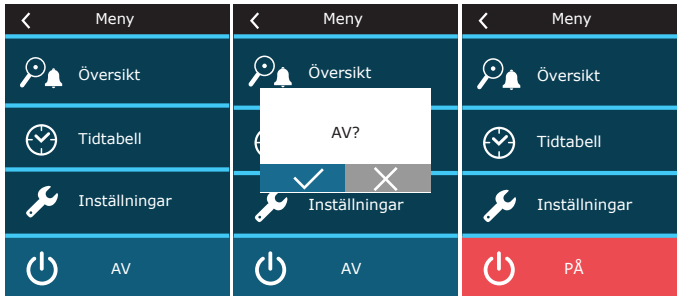 Meny
Översikt
Tidtabell
Inställningar
AV
Meny
Översikt
AV?
Inställningar
AV
Meny
Översikt
Tidtabell
Inställningar
PÅ